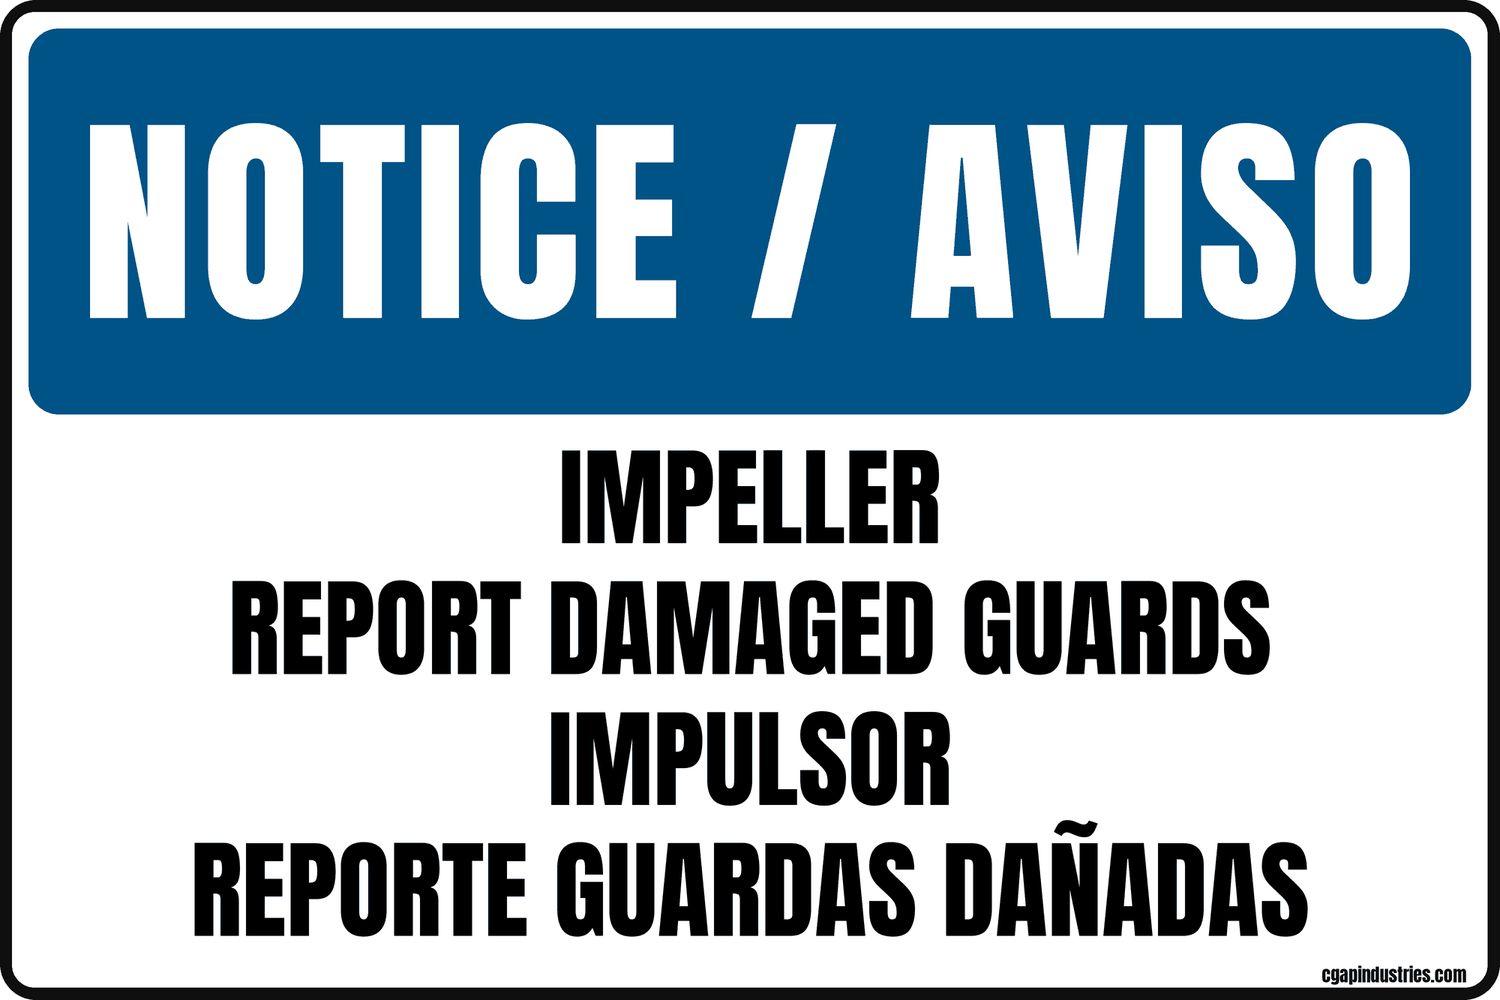 NOTICE / AVISO
IMPELLER
REPORT DAMAGED GUARDS
IMPULSOR
REPORTE GUARDAS DAÑADAS
cgapindustries.com